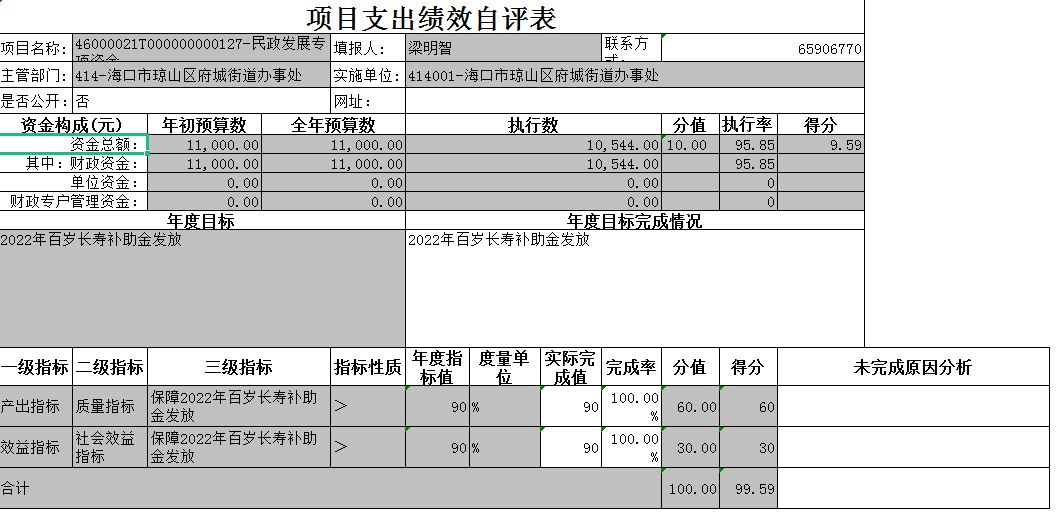 项目支出绩效自评表
项目名称： 46000021T000000000127-民政发展专项资金 填报人： 梁明智 联系方式： 65906770
主管部门： 414-海口市琼山区府城街道办事处 实施单位： 414001-海口市琼山区府城街道办事处
是否公开： 否 网址：
资金构成(元) 年初预算数 全年预算数 执行数 分值 执行率 得分
资金总额： 11,000.00 11,000.00 10,544.00 10.00 95.85 9.59
其中：财政资金： 11,000.00 11,000.00 10,544.00 95.85
单位资金： 0.00 0.00 0.00 0
财政专户管理资金： 0.00 0.00 0.00 0
年度目标 年度目标完成情况
2022年百岁长寿补助金发放 2022年百岁长寿补助金发放
一级指标 二级指标 三级指标 指标性质 年度指标值 度量单位 实际完成值 完成率 分值 得分 未完成原因分析
产出指标 质量指标 保障2022年百岁长寿补助金发放 ＞ 90 % 90 100.00% 60.00 60
效益指标 社会效益指标 保障2022年百岁长寿补助金发放 ＞ 90 % 90 100.00% 30.00 30
合计 100.00 99.59